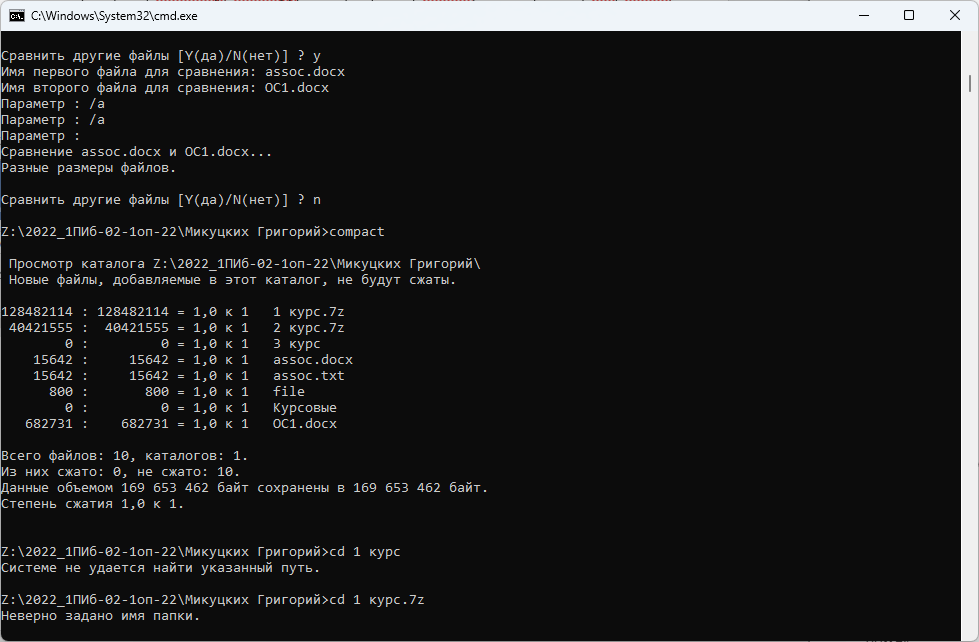 C:\Windows\System32\cmd.exe
Сравнить другие файлы [Y(да)/N(нет)] ? y
Имя первого файла для сравнения: assoc.docx
Имя второго файла для сравнения: ОС1.docx
Параметр : /a
Параметр : /a
Параметр :
Сравнение assoc.docx и ОС1.docx...
Разные размеры файлов.
Сравнить другие файлы [Y(да)/N(нет)] ? n
Z:\2022_1ПИб-02-1оп-22\Микуцких Григорий>compact
Просмотр каталога Z:\2022_1ПИб-02-1оп-22\Микуцких Григорий\
Новые файлы, добавляемые в этот каталог, не будут сжаты.
128482114 : 128482114 = 1,0 к 1   1 курс.7z
40421555 :  40421555 = 1,0 к 1   2 курс.7z
0 :         0 = 1,0 к 1   3 курс
15642 :     15642 = 1,0 к 1   assoc.docx
15642 :     15642 = 1,0 к 1   assoc.txt
800 :       800 = 1,0 к 1   file
0 :         0 = 1,0 к 1   Курсовые
682731 :    682731 = 1,0 к 1   ОС1.docx
Всего файлов: 10, каталогов: 1.
Из них сжато: 0, не сжато: 10.
Данные объемом 169 653 462 байт сохранены в 169 653 462 байт.
Степень сжатия 1,0 к 1.
Z:\2022_1ПИб-02-1оп-22\Микуцких Григорий>cd 1 курс
Системе не удается найти указанный путь.
Z:\2022_1ПИб-02-1оп-22\Микуцких Григорий>cd 1 курс.7z
Неверно задано имя папки.